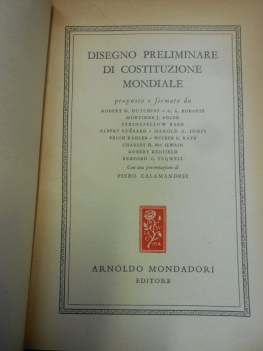 DISEGNO PRELIMINARE
DI COSTITUZIONE
MONDIALE
proposto e firmato da
ROBERT M. HUTCHINS - G. A. BORGESE
MORTIMER J. ADLER
STRINGFELLOW BARR
ALBERT GUÉRARD - HAROLD A. INNIS
ERICH KAHLER - WILBER G. KATZ
CHARLES H. Mc ILWAIN
ROBERT REDFIELD
REXFORD G. TUGWELL
Con una presentazione di
PIERO CALAMANDREI
ARNOLDO MONDADORI
EDITORE